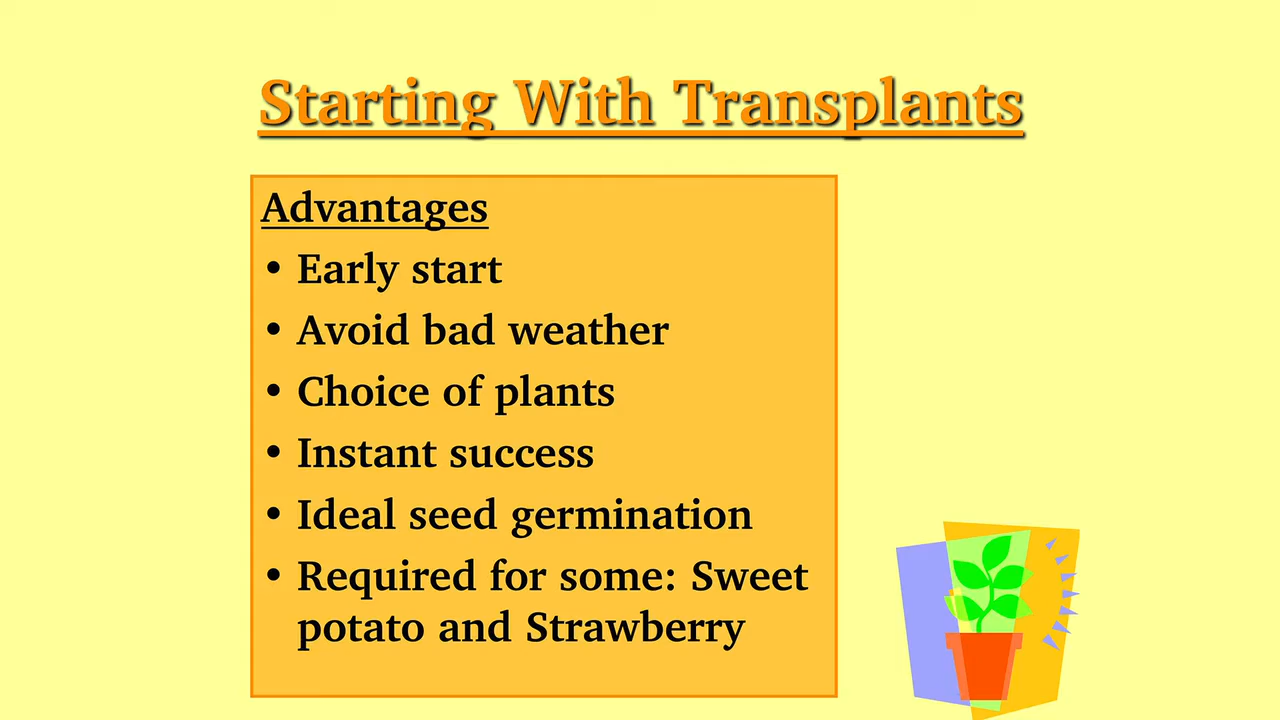 Starting With Transplants
Advantages
• Early start
• Avoid bad weather
• Choice of plants
• Instant success
• Ideal seed germination
• Required for some: Sweet
potato and Strawberry